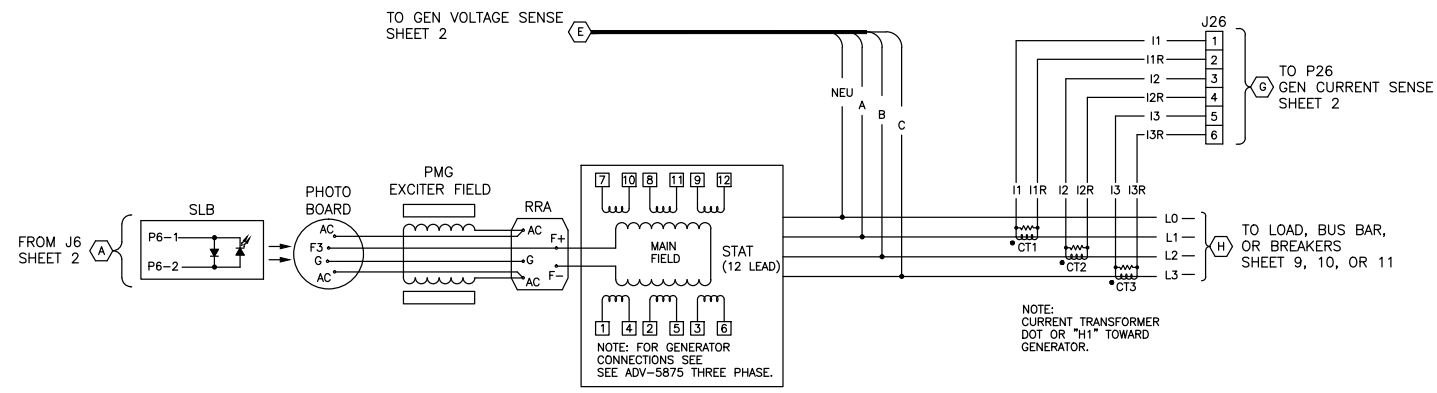 TO GEN VOLTAGE SENSE
SHEET 2
E
J26
I1
1
I1R
2
I2
3
I2R
4
I3
5
I3R
6
G
TO P26
GEN CURRENT SENSE
SHEET 2
NEU
A
B
C
FROM J6
SHEET 2
A
SLB
P6-1
P6-2
PHOTO
BOARD
AC
F3
G
AC
PMG
EXCITER FIELD
RRA
AC
F+
G
F-
AC
7 10 8 11 9 12
MAIN
FIELD
STAT
(12 LEAD)
1 4 2 5 3 6
NOTE: FOR GENERATOR
CONNECTIONS SEE
SEE ADV-5875 THREE PHASE.
I1 I1R I2 I2R I3 I3R
CT1
CT2
CT3
L0
L1
L2
L3
H
TO LOAD, BUS BAR,
OR BREAKERS
SHEET 9, 10, OR 11
NOTE:
CURRENT TRANSFORMER
DOT OR "H1" TOWARD
GENERATOR.